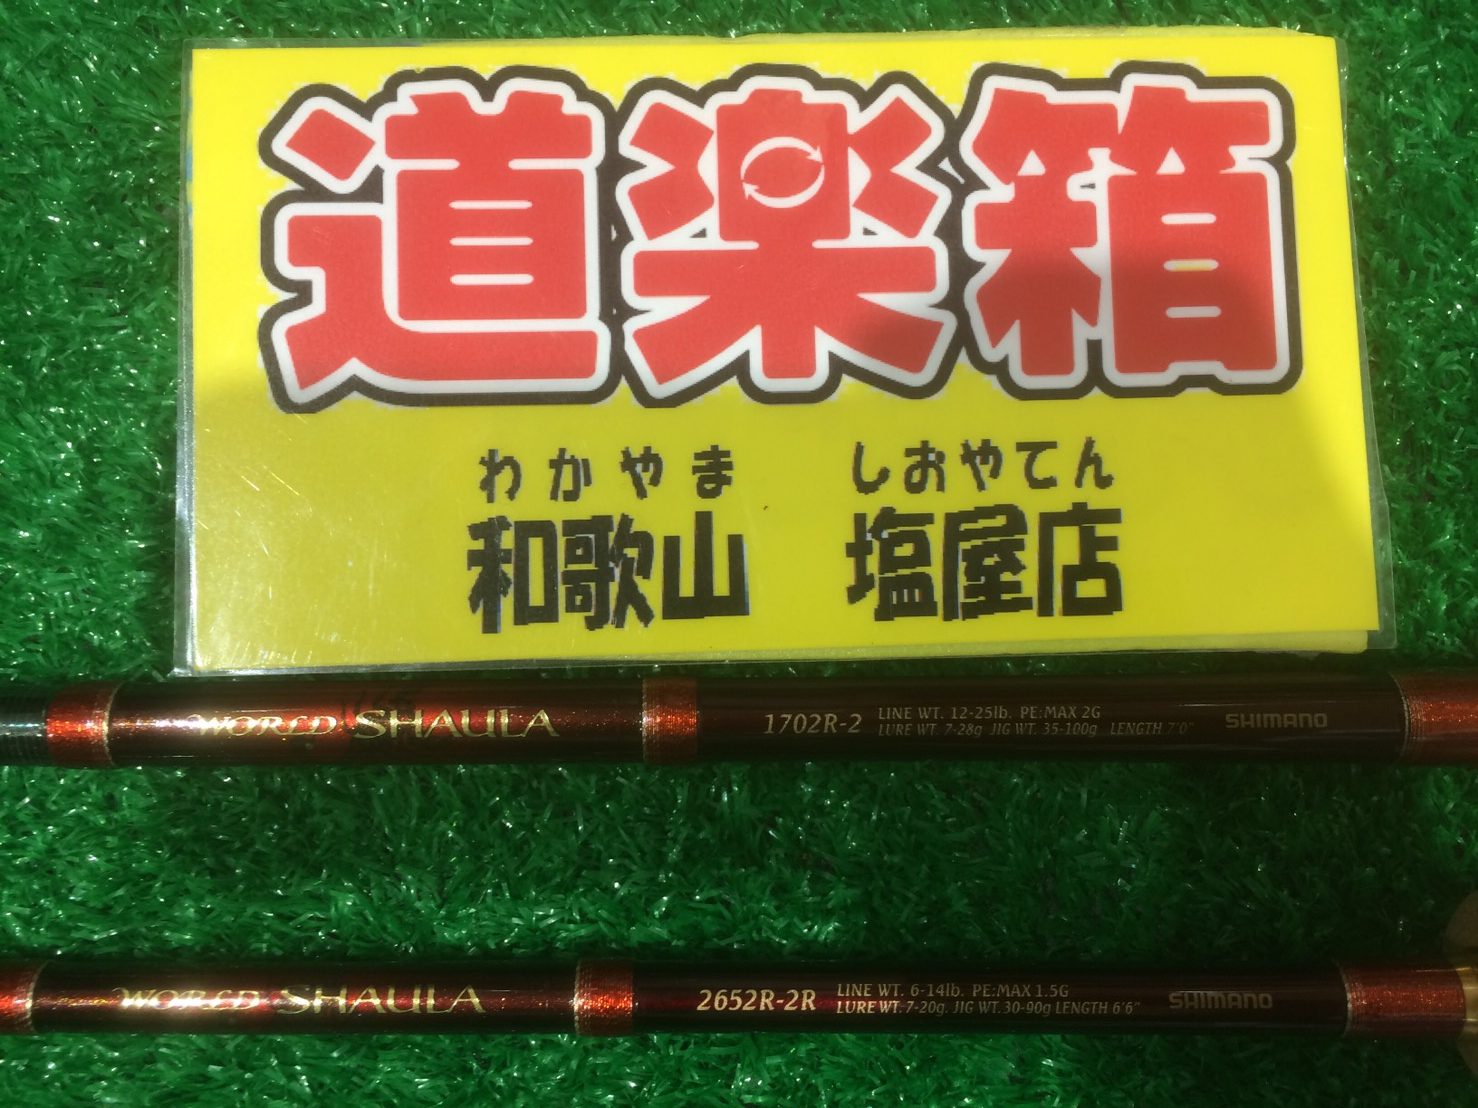 道楽箱
わかやま しおやてん
和歌山 塩屋店
WORLD SHAULA 1702R-2 LINE WT. 12-25lb. PE:MAX 2G SHIMANO
LURE WT. 7-28g JIG WT. 35-100g LENGTH 7'0"
WORLD SHAULA 2652R-2R LINE WT. 6-14lb. PE:MAX 1.5G SHIMANO
LURE WT. 7-20g. JIG WT. 30-90g LENGTH 6'6"